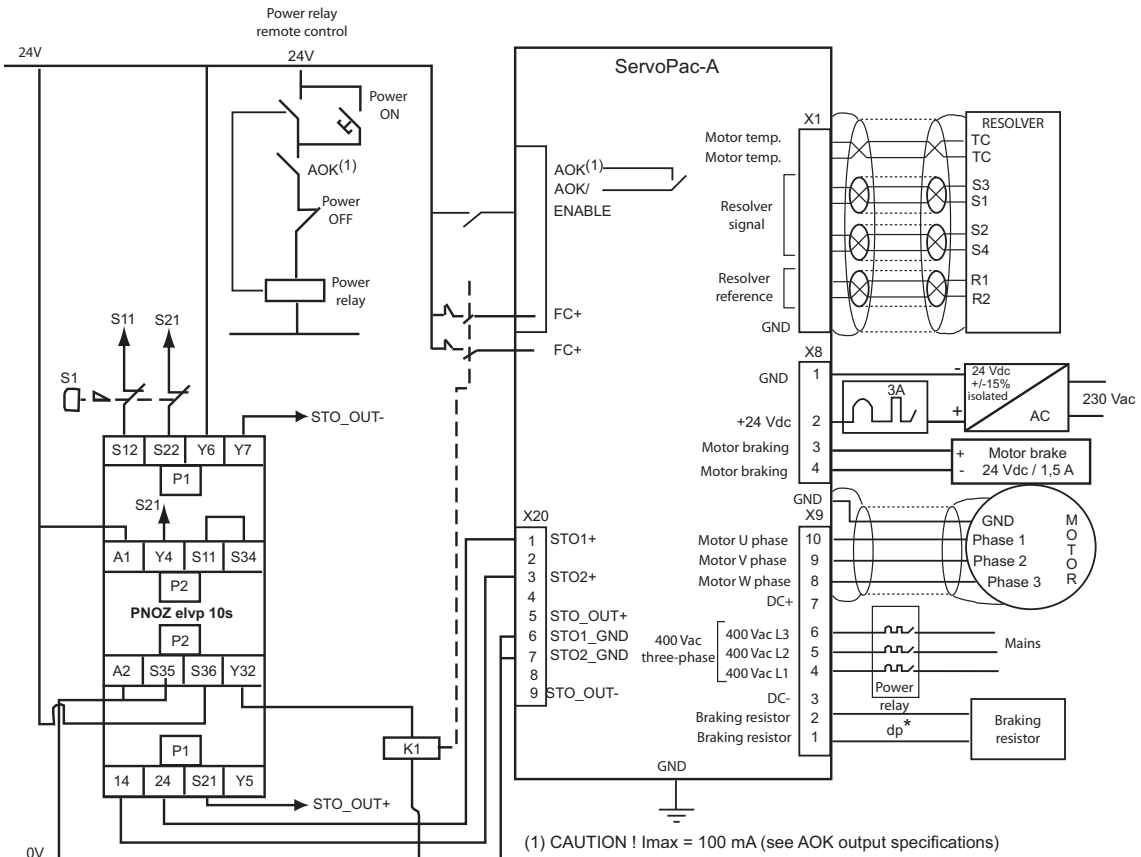 Power relay
remote control
24V
24V
Power
ON
AOK(1)
Power
OFF
Power
relay
S11
S21
S1
STO_OUT-
S12 S22 Y6 Y7
P1
S21
A1 Y4 S11 S34
P2
PNOZ elvp 10s
P2
A2 S35 S36 Y32
P1
14 24 S21 Y5
STO_OUT+
0V
K1
ServoPac-A
AOK(1)
AOK/
ENABLE
FC+
FC+
X20
1 STO1+
2
3 STO2+
4
5 STO_OUT+
6 STO1_GND
7 STO2_GND
8
9 STO_OUT-
X1
Motor temp.
Motor temp.
Resolver
signal
Resolver
reference
GND
RESOLVER
TC
TC
S3
S1
S2
S4
R1
R2
X8
GND 1
+24 Vdc 2
Motor braking 3
Motor braking 4
3A
-
+
24 Vdc
+/-15%
isolated
AC
230 Vac
+ Motor brake
- 24 Vdc / 1,5 A
GND
X9
Motor U phase 10
Motor V phase 9
Motor W phase 8
DC+ 7
400 Vac
three-phase
400 Vac L3 6
400 Vac L2 5
400 Vac L1 4
DC- 3
Braking resistor 2
Braking resistor 1
GND
Phase 1
Phase 2
Phase 3
MOTOR
Mains
Power
relay
dp*
Braking
resistor
GND
(1) CAUTION ! Imax = 100 mA (see AOK output specifications)